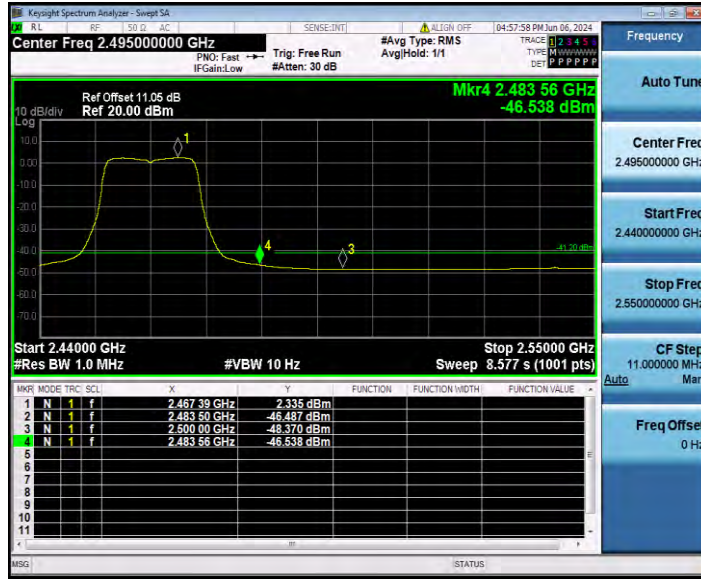 Keysight Spectrum Analyzer - Swept SA
RL RF 50 Ω AC SENSE:INT ALIGN OFF 04:57:58 PM Jun 06, 2024
Center Freq 2.495000000 GHz
PNO: Fast
IFGain:Low
Trig: Free Run
#Atten: 30 dB
#Avg Type: RMS
Avg|Hold: 1/1
TRACE 1 2 3 4 5 6
TYPE M WWWWW
DET P P P P P P
Ref Offset 11.05 dB
Ref 20.00 dBm
Mkr4 2.483 56 GHz
-46.538 dBm
10 dB/div
Log
10.0
0.00
-10.0
-20.0
-30.0
-40.0
-50.0
-60.0
-70.0
1
4
3
-41.20 dBm
Start 2.44000 GHz
Stop 2.55000 GHz
#Res BW 1.0 MHz
#VBW 10 Hz
Sweep 8.577 s (1001 pts)
MKR MODE TRC SCL X Y FUNCTION FUNCTION WIDTH FUNCTION VALUE
1 N 1 f 2.467 39 GHz 2.335 dBm
2 N 1 f 2.483 50 GHz -46.487 dBm
3 N 1 f 2.500 00 GHz -48.370 dBm
4 N 1 f 2.483 56 GHz -46.538 dBm
5
6
7
8
9
10
11
MSG
STATUS
Frequency
Auto Tune
Center Freq
2.495000000 GHz
Start Freq
2.440000000 GHz
Stop Freq
2.550000000 GHz
CF Step
11.000000 MHz
Auto Man
Freq Offset
0 Hz